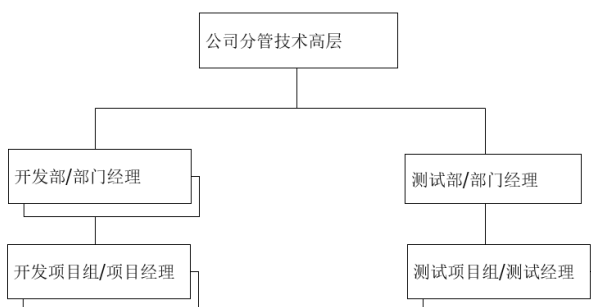 公司分管技术高层
开发部/部门经理
测试部/部门经理
开发项目组/项目经理
测试项目组/测试经理